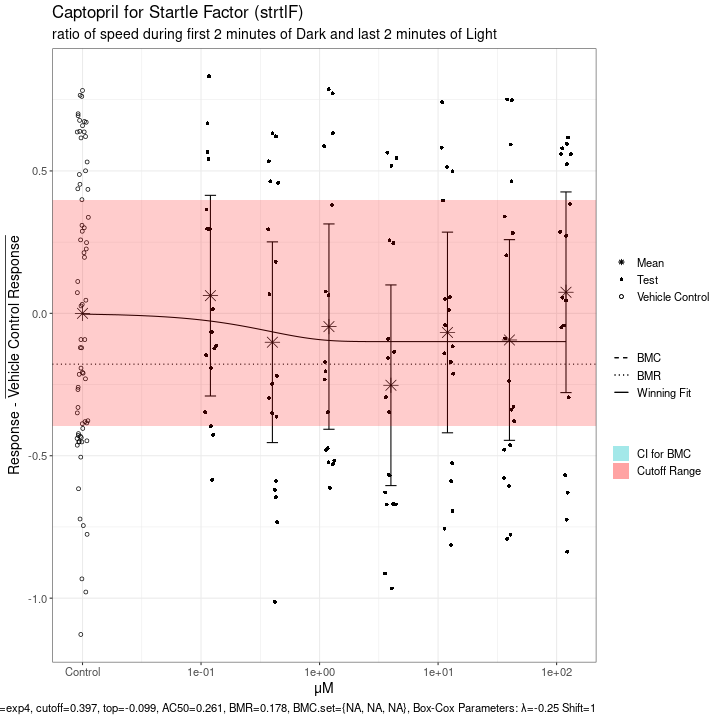 Captopril for Startle Factor (strtlF)
ratio of speed during first 2 minutes of Dark and last 2 minutes of Light
Response - Vehicle Control Response
0.5
0.0
-0.5
-1.0
Control
1e-01
1e+00
1e+01
1e+02
μM
Mean
Test
Vehicle Control
BMC
BMR
Winning Fit
CI for BMC
Cutoff Range
=exp4, cutoff=0.397, top=-0.099, AC50=0.261, BMR=0.178, BMC.set={NA, NA, NA}, Box-Cox Parameters: λ=-0.25 Shift=1